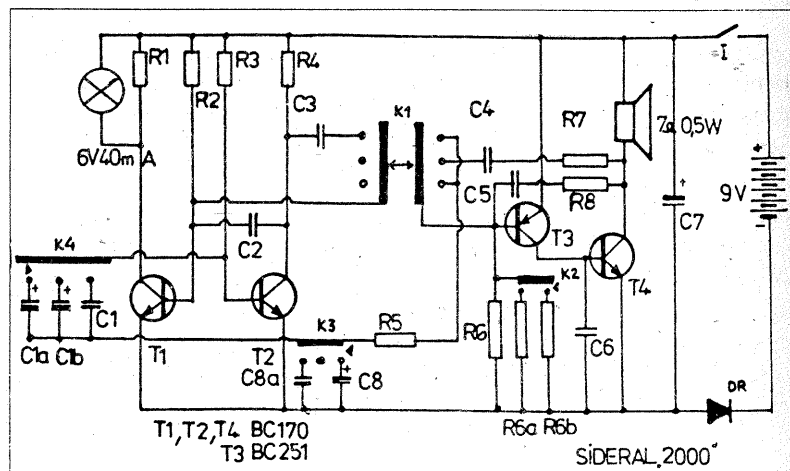 R1
R2
R3
R4
C3
K1
C4
R7
I
6V40mA
7Ω 0,5W
C5
R8
9V
+
-
+
C7
K4
C2
T3
K2
T4
+
+
C1
K3
R5
R6
C6
C1a C1b
T1
T2
C8a
+
C8
DR
T1,T2,T4 BC170
T3 BC251
R6a R6b
SİDERAL,2000